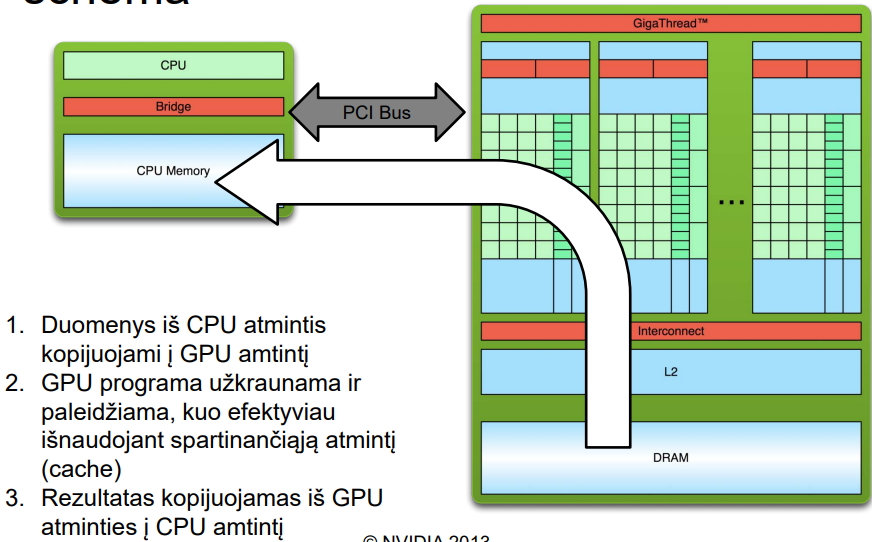 schema
GigaThread™
CPU
Bridge
PCI Bus
CPU Memory
...
Interconnect
L2
DRAM
1. Duomenys iš CPU atmintis
kopijuojami į GPU amtintį
2. GPU programa užkraunama ir
paleidžiama, kuo efektyviau
išnaudojant spartinančiąją atmintį
(cache)
3. Rezultatas kopijuojamas iš GPU
atminties į CPU amtintį
© NVIDIA 2013